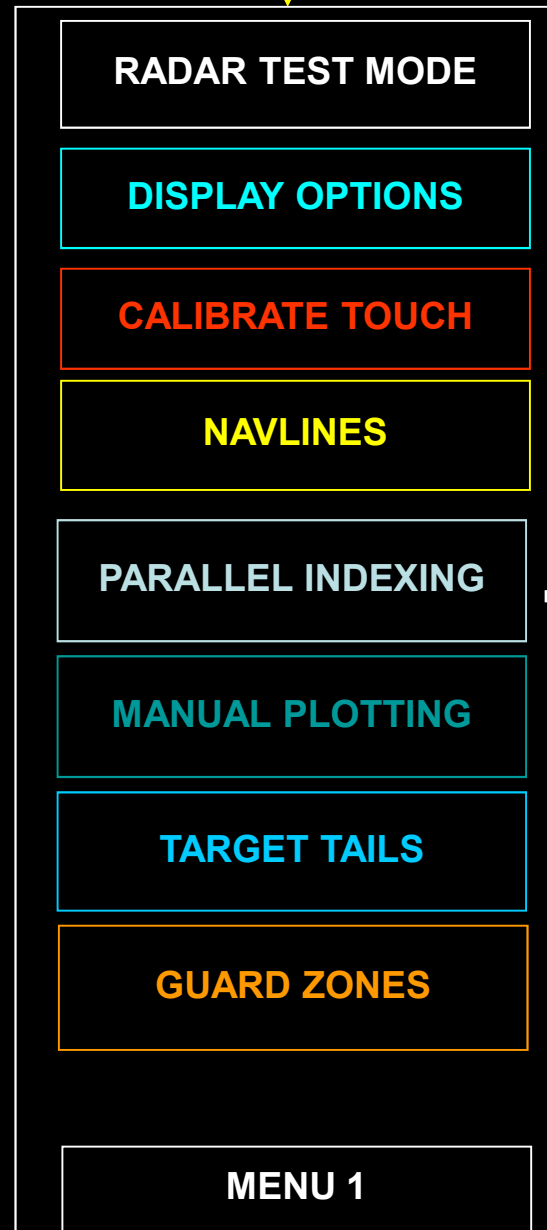 RADAR TEST MODE
DISPLAY OPTIONS
CALIBRATE TOUCH
NAVLINES
PARALLEL INDEXING
MANUAL PLOTTING
TARGET TAILS
GUARD ZONES
MENU 1